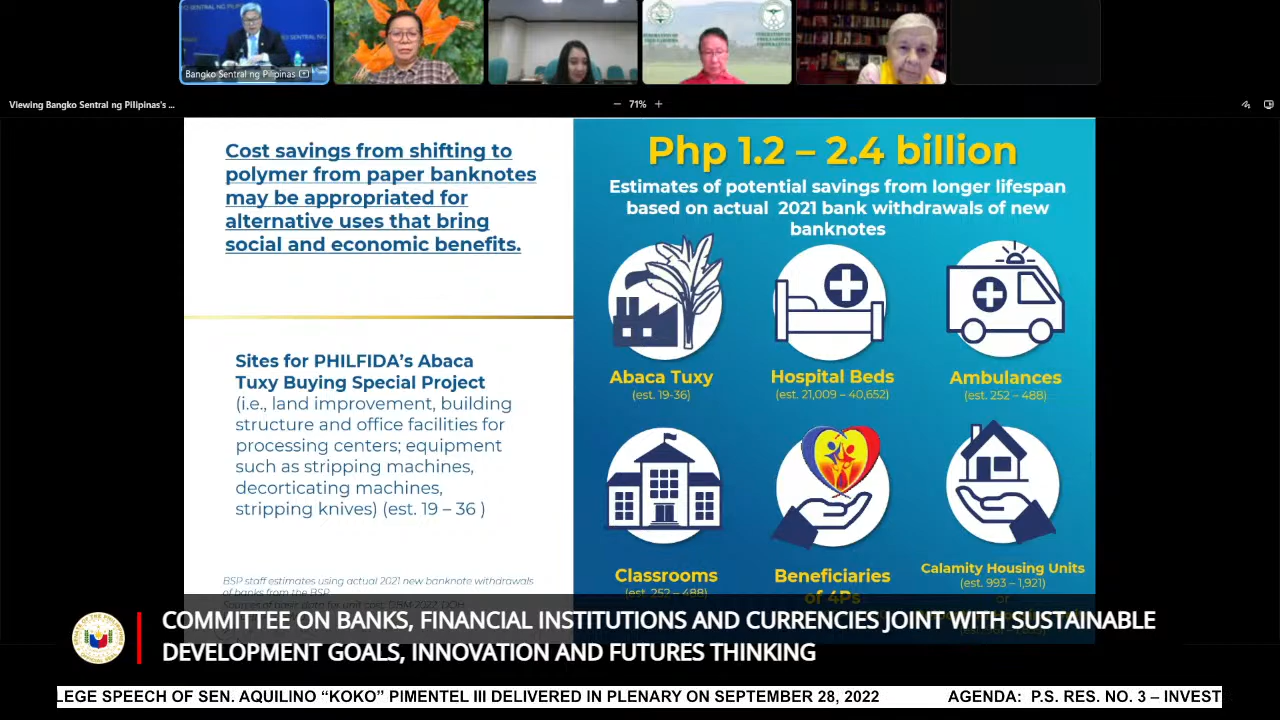 Bangko Sentral ng Pilipinas
Viewing Bangko Sentral ng Pilipinas's ...
71%
Cost savings from shifting to
polymer from paper banknotes
may be appropriated for
alternative uses that bring
social and economic benefits.
Sites for PHILFIDA's Abaca
Tuxy Buying Special Project
(i.e., land improvement, building
structure and office facilities for
processing centers; equipment
such as stripping machines,
decorticating machines,
stripping knives) (est. 19 – 36 )
BSP staff estimates using actual 2021 new banknote withdrawals
of banks from the BSP
Php 1.2 – 2.4 billion
Estimates of potential savings from longer lifespan
based on actual 2021 bank withdrawals of new
banknotes
Abaca Tuxy
(est. 19-36)
Hospital Beds
(est. 21,009 – 40,652)
Ambulances
(est. 252 – 488)
Classrooms
(est. 252 – 488)
Beneficiaries
of 4Ps
Calamity Housing Units
(est. 993 – 1,921)
or
COMMITTEE ON BANKS, FINANCIAL INSTITUTIONS AND CURRENCIES JOINT WITH SUSTAINABLE
DEVELOPMENT GOALS, INNOVATION AND FUTURES THINKING
LEGE SPEECH OF SEN. AQUILINO “KOKO” PIMENTEL III DELIVERED IN PLENARY ON SEPTEMBER 28, 2022 AGENDA: P.S. RES. NO. 3 – INVEST